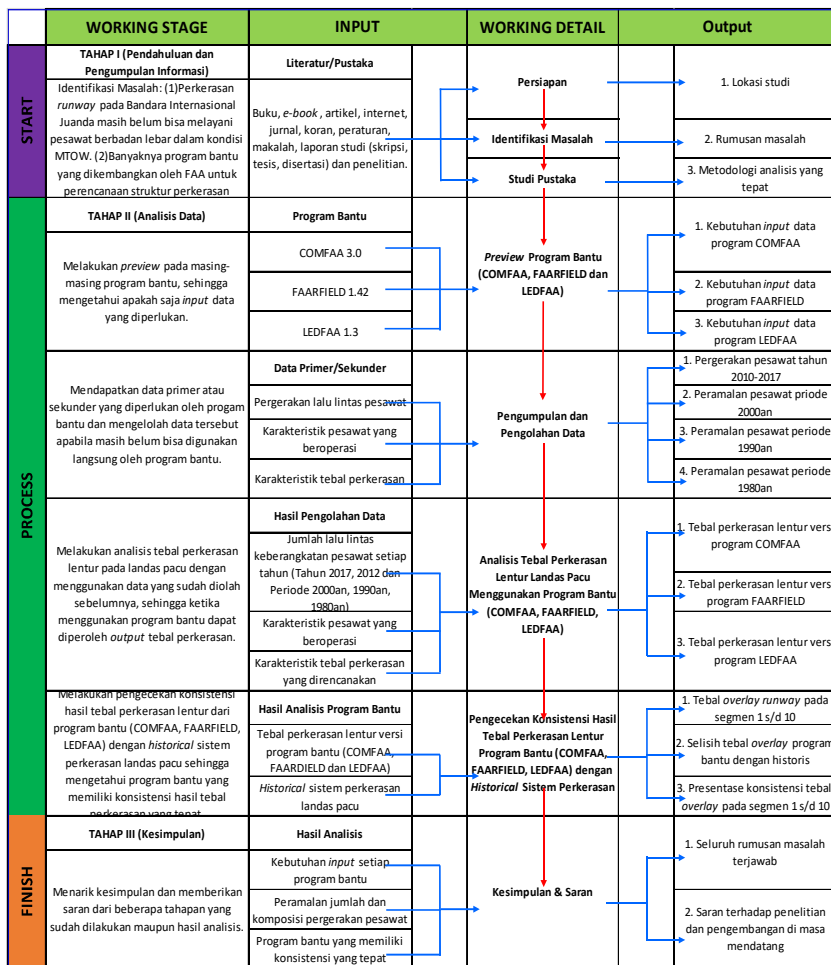 WORKING STAGE
INPUT
WORKING DETAIL
Output
START
TAHAP I (Pendahuluan dan
Pengumpulan Informasi)
Identifikasi Masalah: (1)Perkerasan
runway pada Bandara Internasional
Juanda masih belum bisa melayani
pesawat berbadan lebar dalam kondisi
MTOW. (2)Banyaknya program bantu
yang dikembangkan oleh FAA untuk
perencanaan struktur perkerasan
Literatur/Pustaka
Buku, e-book, artikel, internet,
jurnal, koran, peraturan,
makalah, laporan studi (skripsi,
tesis, disertasi) dan penelitian.
Persiapan
Identifikasi Masalah
Studi Pustaka
1. Lokasi studi
2. Rumusan masalah
3. Metodologi analisis yang
tepat
PROCESS
TAHAP II (Analisis Data)
Melakukan preview pada masing-
masing program bantu, sehingga
mengetahui apakah saja input data
yang diperlukan.
Program Bantu
COMFAA 3.0
FAARFIELD 1.42
LEDFAA 1.3
Preview Program Bantu
(COMFAA, FAARFIELD dan
LEDFAA)
1. Kebutuhan input data
program COMFAA
2. Kebutuhan input data
program FAARFIELD
3. Kebutuhan input data
program LEDFAA
Mendapatkan data primer atau
sekunder yang diperlukan oleh progam
bantu dan mengelolah data tersebut
apabila masih belum bisa digunakan
langsung oleh program bantu.
Data Primer/Sekunder
Pergerakan lalu lintas pesawat
Karakteristik pesawat yang
beroperasi
Karakteristik tebal perkerasan
Pengumpulan dan
Pengolahan Data
1. Pergerakan pesawat tahun
2010-2017
2. Peramalan pesawat priode
2000an
3. Peramalan pesawat periode
1990an
4. Peramalan pesawat periode
1980an
Melakukan analisis tebal perkerasan
lentur pada landas pacu dengan
menggunakan data yang sudah diolah
sebelumnya, sehingga ketika
menggunakan program bantu dapat
diperoleh output tebal perkerasan.
Hasil Pengolahan Data
Jumlah lalu lintas
keberangkatan pesawat setiap
tahun (Tahun 2017, 2012 dan
Periode 2000an, 1990an,
1980an)
Karakteristik pesawat yang
beroperasi
Karakteristik tebal perkerasan
yang direncanakan
Analisis Tebal Perkerasan
Lentur Landas Pacu
Menggunakan Program Bantu
(COMFAA, FAARFIELD,
LEDFAA)
1. Tebal perkerasan lentur vers
program COMFAA
2. Tebal perkerasan lentur vers
program FAARFIELD
3. Tebal perkerasan lentur vers
program LEDFAA
Melakukan pengecekan konsistensi
hasil tebal perkerasan lentur dari
program bantu (COMFAA, FAARFIELD,
LEDFAA) dengan historical sistem
perkerasan landas pacu sehingga
mengetahui program bantu yang
memiliki konsistensi hasil tebal
perkerasan yang tepat
Hasil Analisis Program Bantu
Tebal perkerasan lentur versi
program bantu (COMFAA,
FAARDIELD dan LEDFAA)
Historical sistem perkerasan
landas pacu
Pengecekan Konsistensi Hasil
Tebal Perkerasan Lentur
Program Bantu (COMFAA,
FAARFIELD, LEDFAA) dengan
Historical Sistem Perkerasan
1. Tebal overlay runway pada
segmen 1 s/d 10
2. Selisih tebal overlay program
bantu dengan historis
3. Presentase konsistensi tebal
overlay pada segmen 1 s/d 10
FINISH
TAHAP III (Kesimpulan)
Menarik kesimpulan dan memberikan
saran dari beberapa tahapan yang
sudah dilakukan maupun hasil analisis.
Hasil Analisis
Kebutuhan input setiap
program bantu
Peramalan jumlah dan
komposisi pergerakan pesawat
Program bantu yang memiliki
konsistensi yang tepat
Kesimpulan & Saran
1. Seluruh rumusan masalah
terjawab
2. Saran terhadap penelitian
dan pengembangan di masa
mendatang